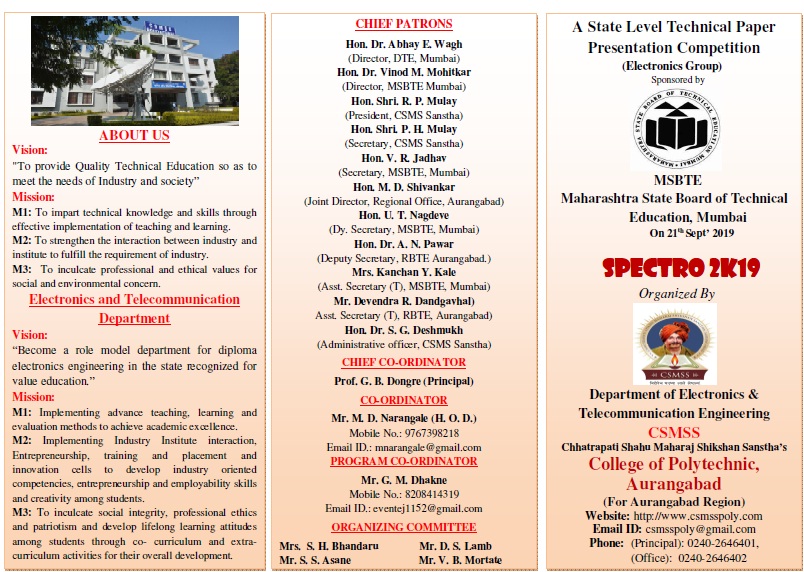 ABOUT US
Vision:
"To provide Quality Technical Education so as to
meet the needs of Industry and society”
Mission:
M1: To impart technical knowledge and skills through
effective implementation of teaching and learning.
M2: To strengthen the interaction between industry and
institute to fulfill the requirement of industry.
M3: To inculcate professional and ethical values for
social and environmental concern.
Electronics and Telecommunication
Department
Vision:
“Become a role model department for diploma
electronics engineering in the state recognized for
value education.”
Mission:
M1: Implementing advance teaching, learning and
evaluation methods to achieve academic excellence.
M2: Implementing Industry Institute interaction,
Entrepreneurship, training and placement and
innovation cells to develop industry oriented
competencies, entrepreneurship and employability skills
and creativity among students.
M3: To inculcate social integrity, professional ethics
and patriotism and develop lifelong learning attitudes
among students through co- curriculum and extra-
curriculum activities for their overall development.
CHIEF PATRONS
Hon. Dr. Abhay E. Wagh
(Director, DTE, Mumbai)
Hon. Dr. Vinod M. Mohitkar
(Director, MSBTE Mumbai)
Hon. Shri. R. P. Mulay
(President, CSMS Sanstha)
Hon. Shri. P. H. Mulay
(Secretary, CSMS Sanstha)
Hon. V. R. Jadhav
(Secretary, MSBTE, Mumbai)
Hon. M. D. Shivankar
(Joint Director, Regional Office, Aurangabad)
Hon. U. T. Nagdeve
(Dy. Secretary, MSBTE, Mumbai)
Hon. Dr. A. N. Pawar
(Deputy Secretary, RBTE Aurangabad.)
Mrs. Kanchan Y. Kale
(Asst. Secretary (T), MSBTE, Mumbai)
Mr. Devendra R. Dandgavhal)
Asst. Secretary (T), RBTE, Aurangabad)
Hon. Dr. S. G. Deshmukh
(Administrative officer, CSMS Sanstha)
CHIEF CO-ORDINATOR
Prof. G. B. Dongre (Principal)
CO-ORDINATOR
Mr. M. D. Narangale (H. O. D.)
Mobile No.: 9767398218
Email ID.: mnarangale@gmail.com
PROGRAM CO-ORDINATOR
Mr. G. M. Dhakne
Mobile No.: 8208414319
Email ID.: eventej1152@gmail.com
ORGANIZING COMMITTEE
Mrs. S. H. Bhandaru Mr. D. S. Lamb
Mr. S. S. Asane Mr. V. B. Mortate
A State Level Technical Paper
Presentation Competition
(Electronics Group)
Sponsored by
MAHARASHTRA STATE BOARD OF TECHNICAL EDUCATION MUMBAI
MSBTE
Maharashtra State Board of Technical
Education, Mumbai
On 21th Sept’ 2019
SPECTRO 2K19
Organized By
CSMSS
Department of Electronics &
Telecommunication Engineering
CSMSS
Chhatrapati Shahu Maharaj Shikshan Sanstha’s
College of Polytechnic,
Aurangabad
(For Aurangabad Region)
Website: http://www.csmsspoly.com
Email ID: csmsspoly@gmail.com
Phone: (Principal): 0240-2646401,
(Office): 0240-2646402